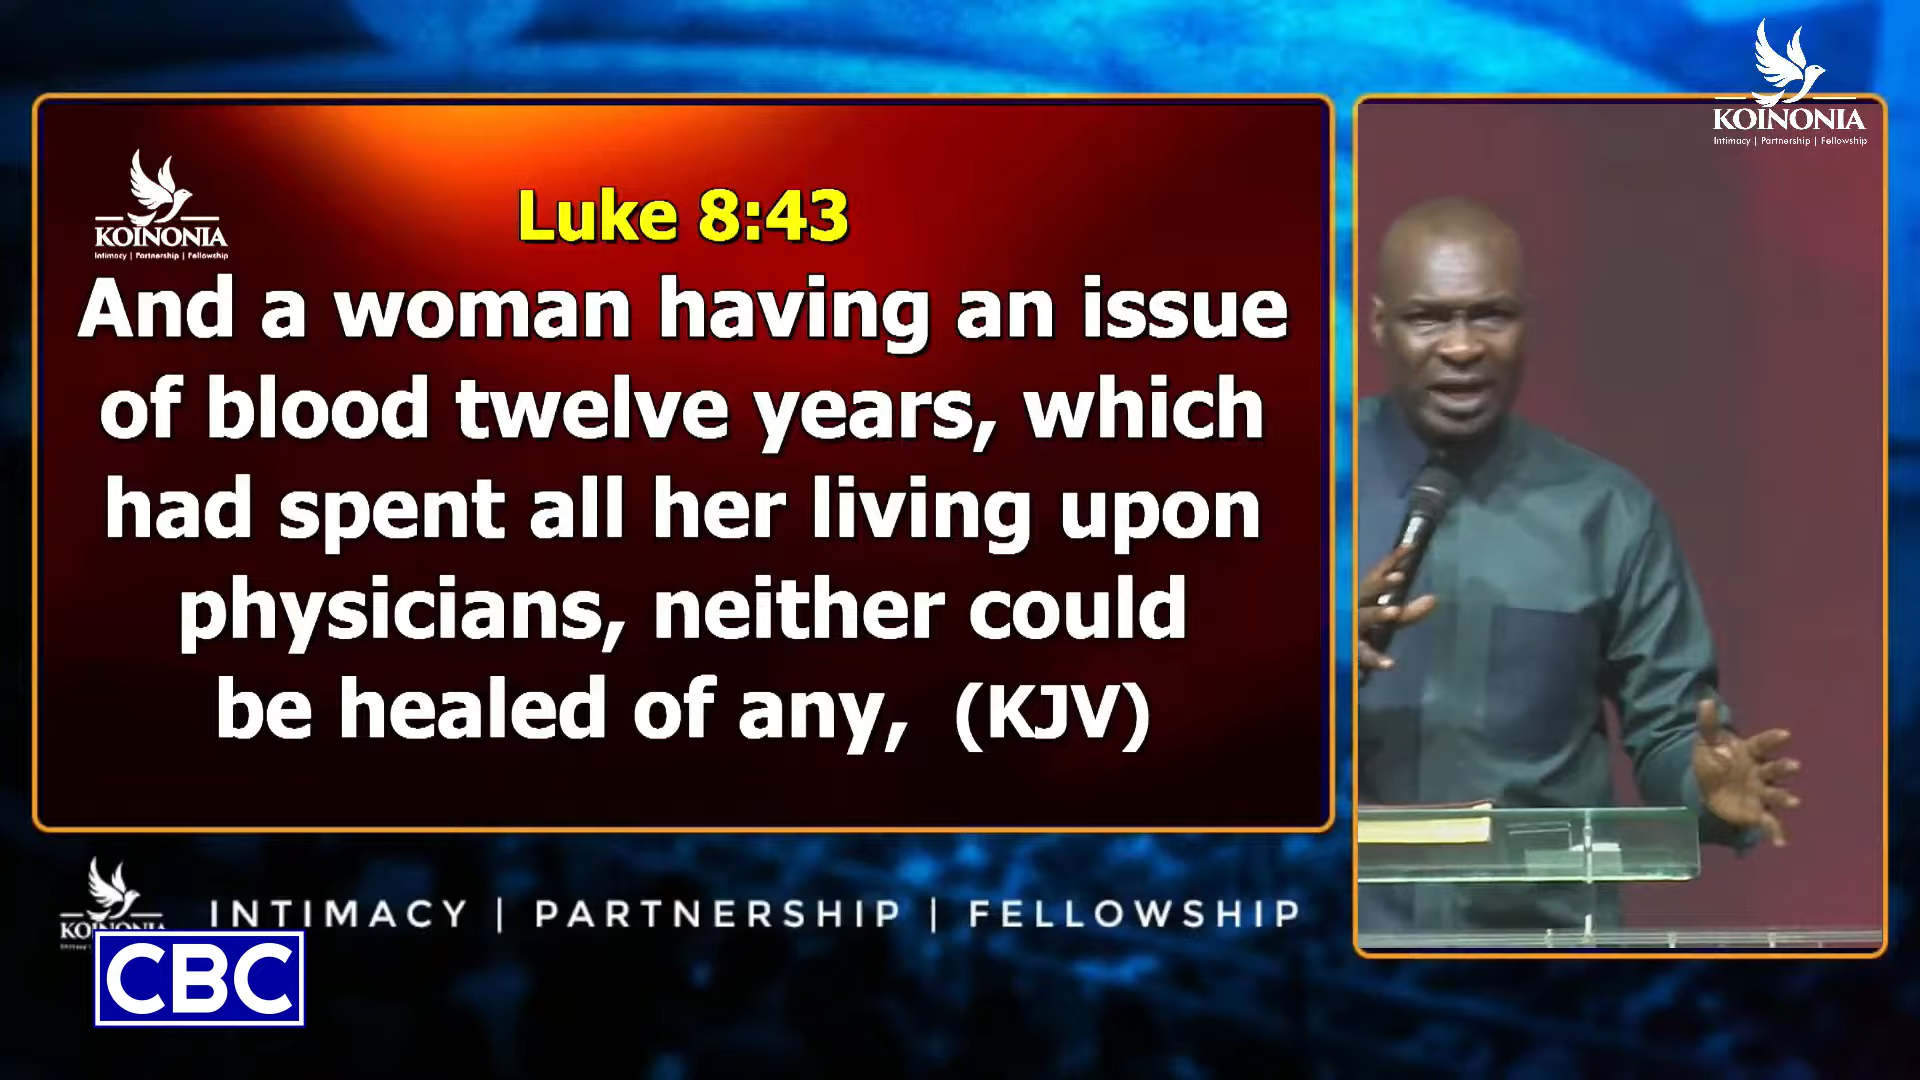 KOINONIA
Intimacy | Partnership | Fellowship
KOINONIA
Intimacy | Partnership | Fellowship
Luke 8:43
And a woman having an issue
of blood twelve years, which
had spent all her living upon
physicians, neither could
be healed of any, (KJV)
KOINONIA
INTIMACY | PARTNERSHIP | FELLOWSHIP
CBC